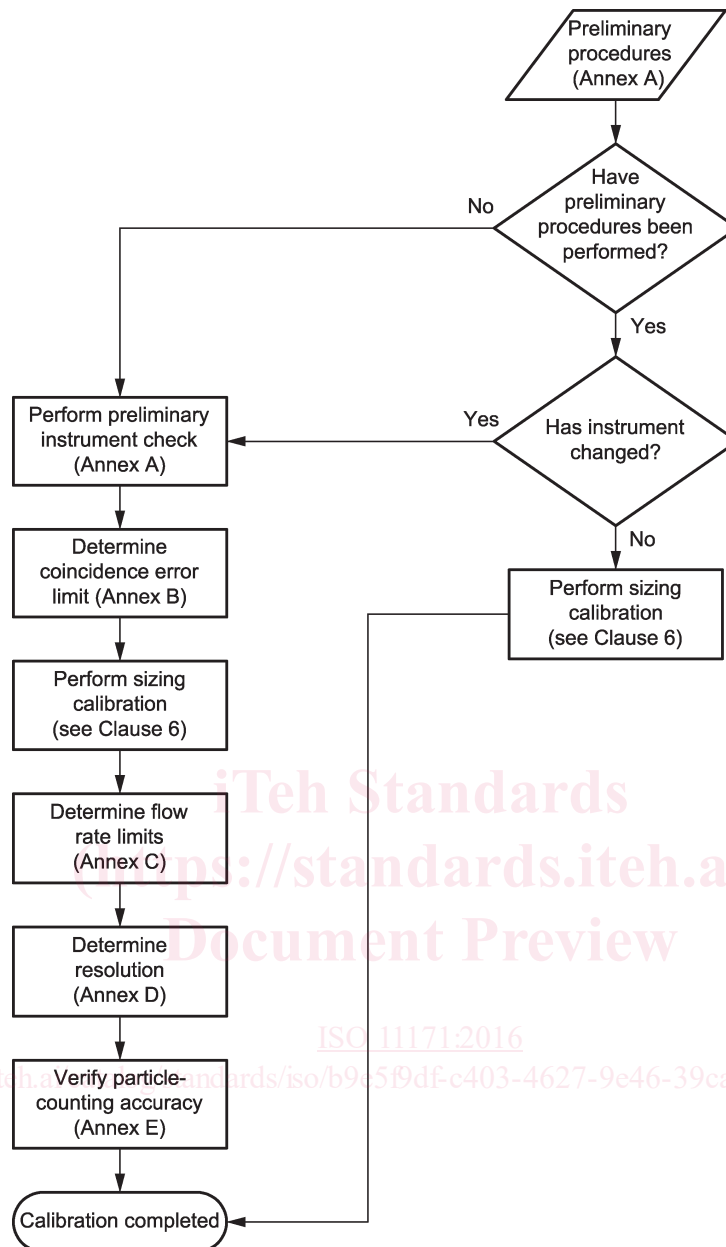 Preliminary
procedures
(Annex A)
Have
preliminary
procedures been
performed?
No
Yes
Has instrument
changed?
Yes
No
Perform sizing
calibration
(see Clause 6)
Perform preliminary
instrument check
(Annex A)
Determine
coincidence error
limit (Annex B)
Perform sizing
calibration
(see Clause 6)
Determine flow
rate limits
(Annex C)
Determine
resolution
(Annex D)
Verify particle-
counting accuracy
(Annex E)
Calibration completed
iTeh Standards
(https://standards.iteh.a
Document Preview
ISO 11171:2016